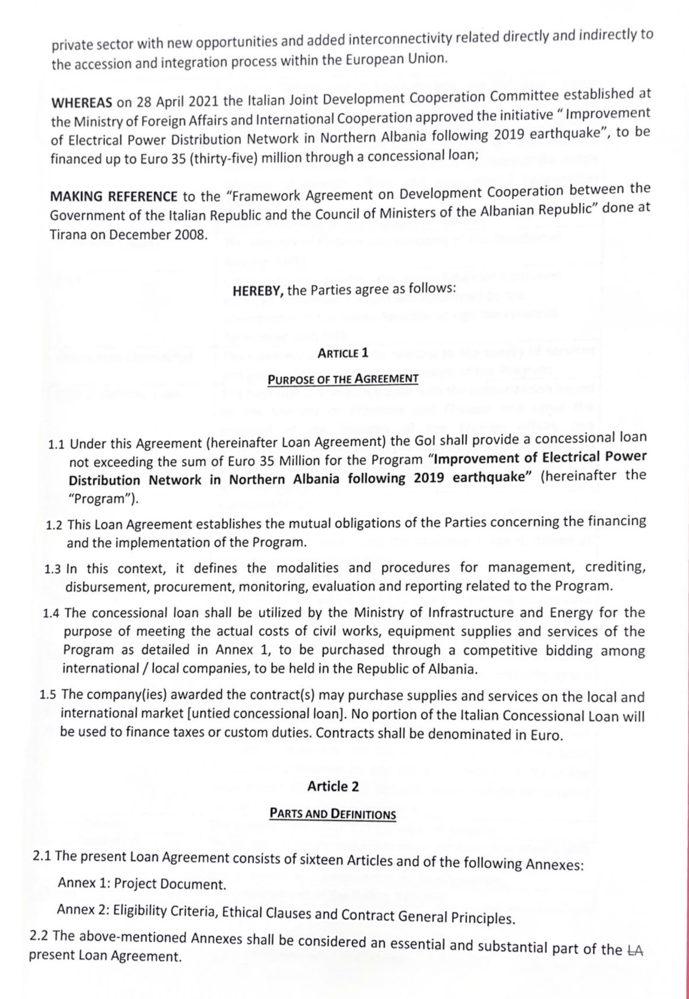 private sector with new opportunities and added interconnectivity related directly and indirectly to
the accession and integration process within the European Union.
WHEREAS on 28 April 2021 the Italian Joint Development Cooperation Committee established at
the Ministry of Foreign Affairs and International Cooperation approved the initiative “ Improvement
of Electrical Power Distribution Network in Northern Albania following 2019 earthquake”, to be
financed up to Euro 35 (thirty-five) million through a concessional loan;
MAKING REFERENCE to the “Framework Agreement on Development Cooperation between the
Government of the Italian Republic and the Council of Ministers of the Albanian Republic” done at
Tirana on December 2008.
HEREBY, the Parties agree as follows:
ARTICLE 1
PURPOSE OF THE AGREEMENT
1.1 Under this Agreement (hereinafter Loan Agreement) the GoI shall provide a concessional loan
not exceeding the sum of Euro 35 Million for the Program “Improvement of Electrical Power
Distribution Network in Northern Albania following 2019 earthquake” (hereinafter the
“Program”).
1.2 This Loan Agreement establishes the mutual obligations of the Parties concerning the financing
and the implementation of the Program.
1.3 In this context, it defines the modalities and procedures for management, crediting,
disbursement, procurement, monitoring, evaluation and reporting related to the Program.
1.4 The concessional loan shall be utilized by the Ministry of Infrastructure and Energy for the
purpose of meeting the actual costs of civil works, equipment supplies and services of the
Program as detailed in Annex 1, to be purchased through a competitive bidding among
international / local companies, to be held in the Republic of Albania.
1.5 The company(ies) awarded the contract(s) may purchase supplies and services on the local and
international market [untied concessional loan]. No portion of the Italian Concessional Loan will
be used to finance taxes or custom duties. Contracts shall be denominated in Euro.
Article 2
PARTS AND DEFINITIONS
2.1 The present Loan Agreement consists of sixteen Articles and of the following Annexes:
Annex 1: Project Document.
Annex 2: Eligibility Criteria, Ethical Clauses and Contract General Principles.
2.2 The above-mentioned Annexes shall be considered an essential and substantial part of the LA
present Loan Agreement.